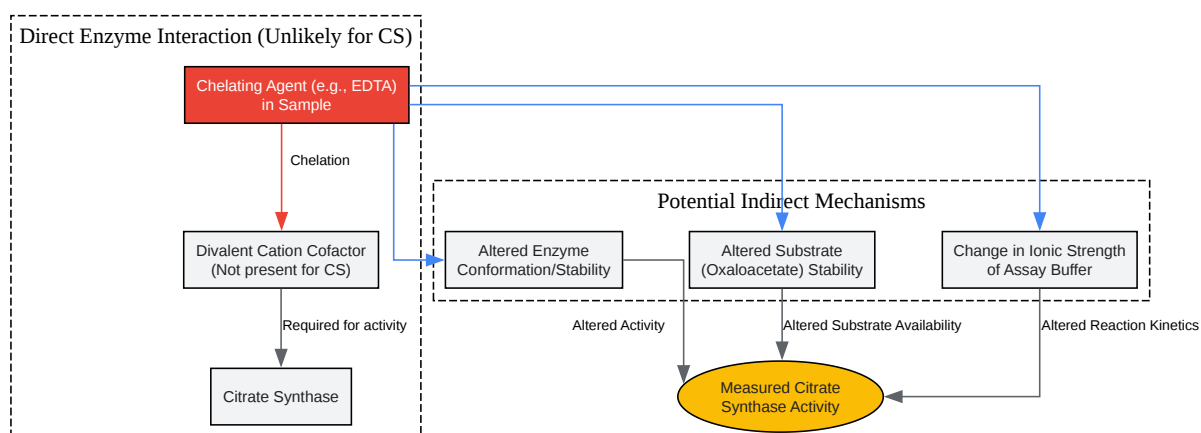 Direct Enzyme Interaction (Unlikely for CS)
Chelating Agent (e.g., EDTA)
in Sample
Chelation
Potential Indirect Mechanisms
Divalent Cation Cofactor
(Not present for CS)
Altered Enzyme
Conformation/Stability
Altered Substrate
(Oxaloacetate) Stability
Change in Ionic Strength
of Assay Buffer
Required for activity
Altered Activity
Altered Substrate Availability
Altered Reaction Kinetics
Citrate Synthase
Measured Citrate
Synthase Activity